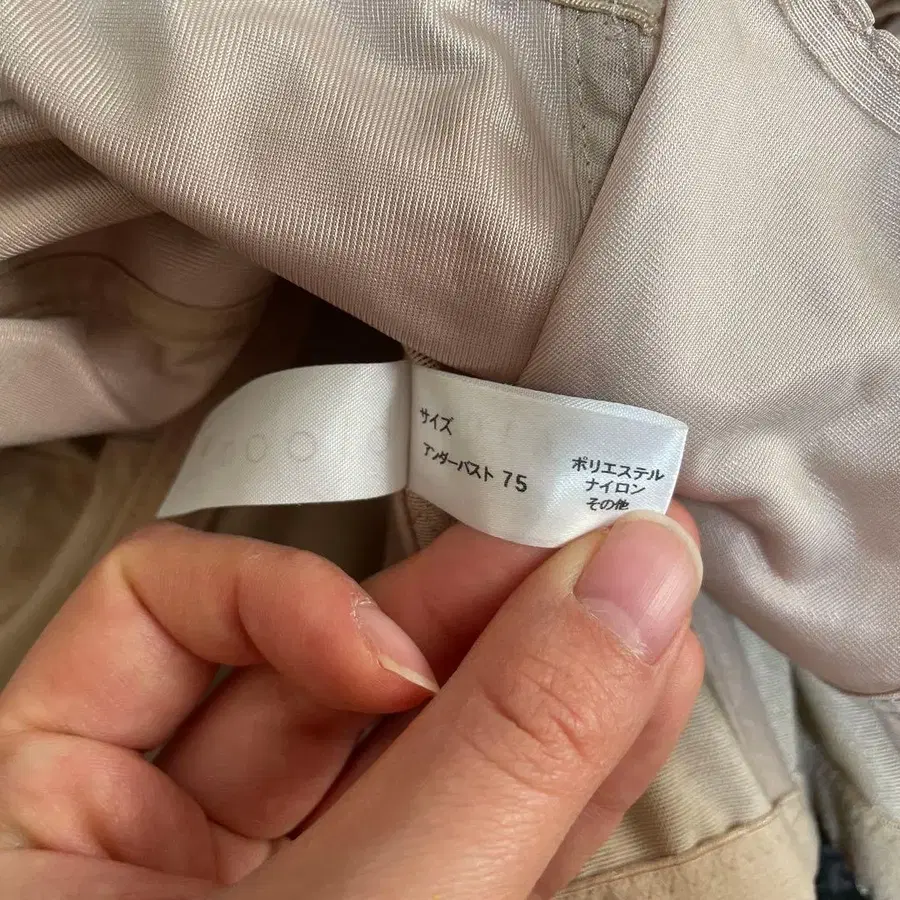 サイズ
アンダーバスト 75
ポリエステル
ナイロン
その他